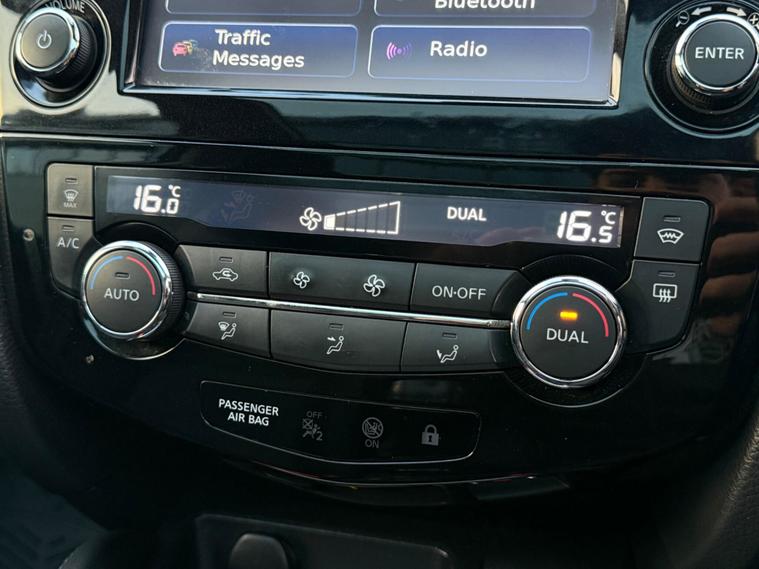 VOLUME
Bluetooth
Traffic
Messages
Radio
ENTER
MAX
16.0 °C
DUAL
16.5 °C
A/C
AUTO
ON·OFF
DUAL
PASSENGER
AIR BAG
OFF
2
ON